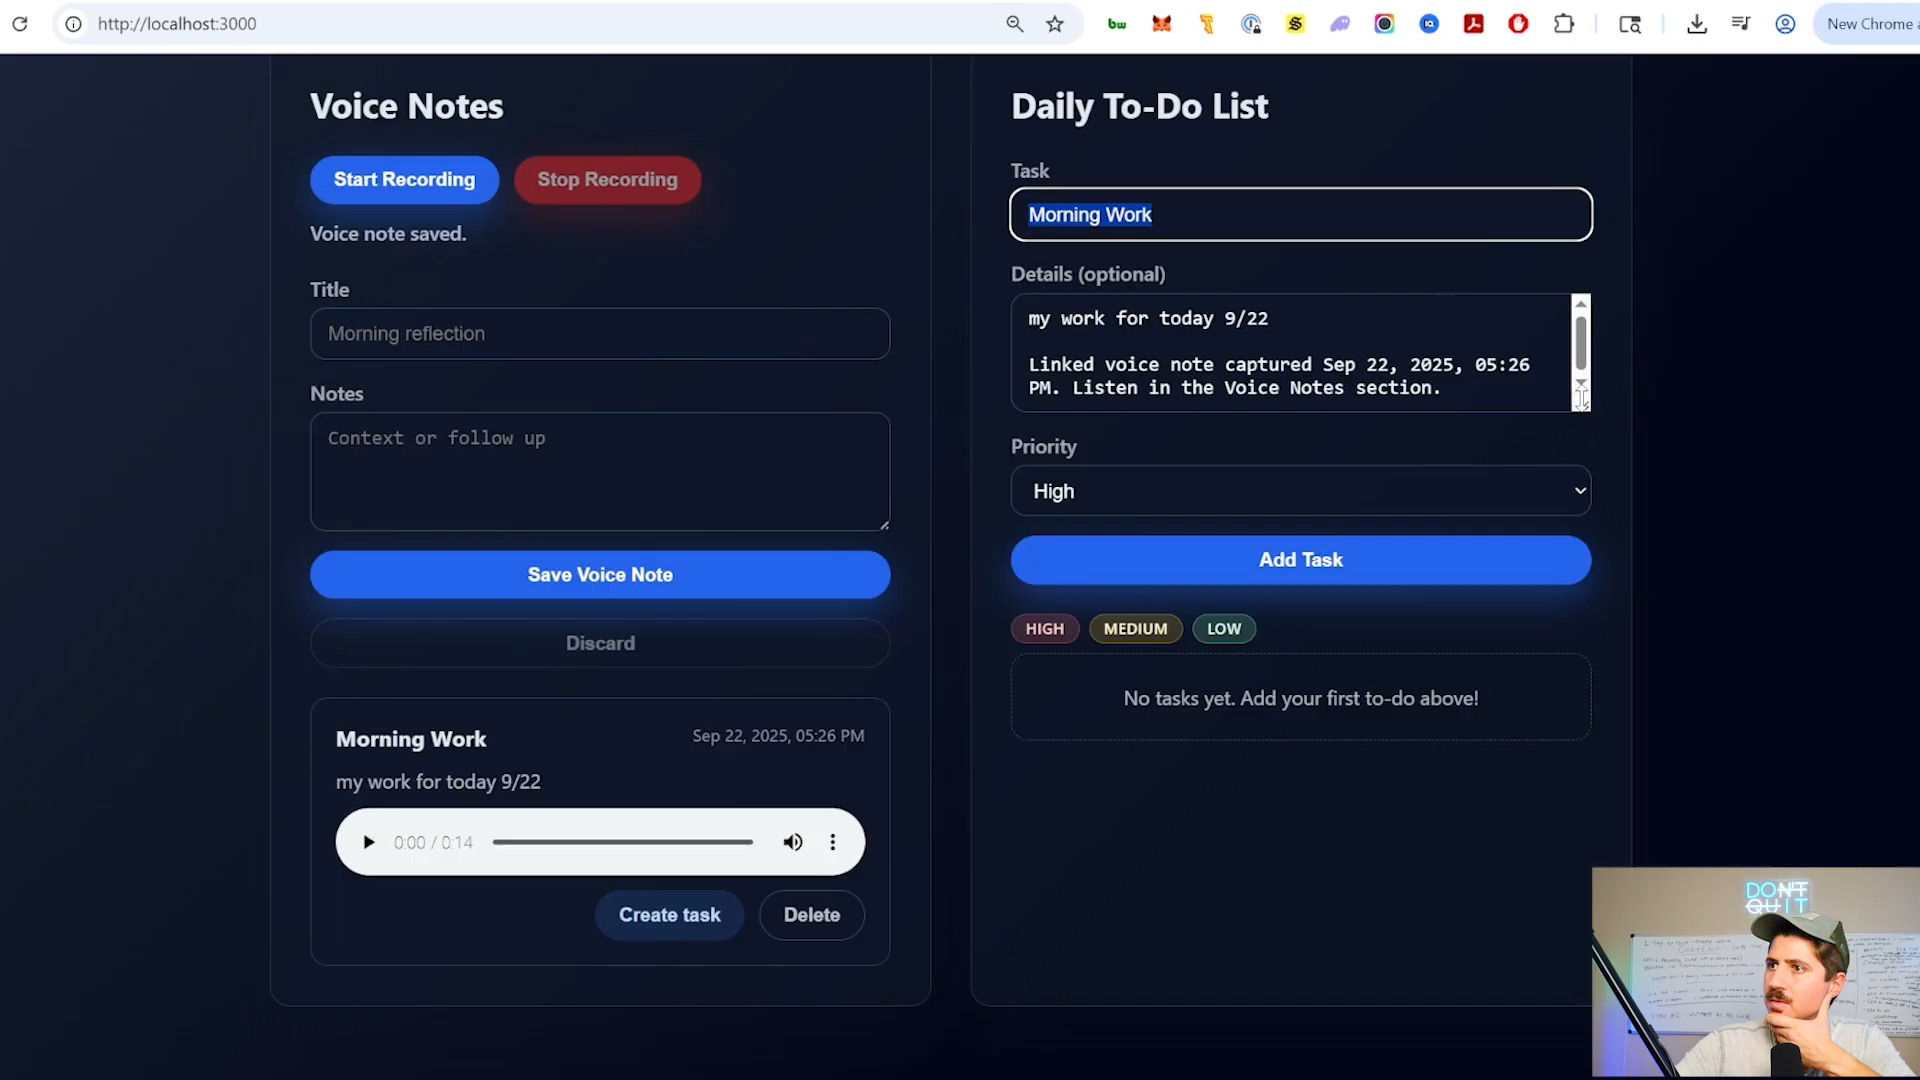 http://localhost:3000
New Chrome a
Voice Notes
Start Recording
Stop Recording
Voice note saved.
Title
Morning reflection
Notes
Context or follow up
Save Voice Note
Discard
Morning Work
Sep 22, 2025, 05:26 PM
my work for today 9/22
0:00 / 0:14
Create task
Delete
Daily To-Do List
Task
Morning Work
Details (optional)
my work for today 9/22
Linked voice note captured Sep 22, 2025, 05:26
PM. Listen in the Voice Notes section.
Priority
High
Add Task
HIGH
MEDIUM
LOW
No tasks yet. Add your first to-do above!
DON'T
QUIT